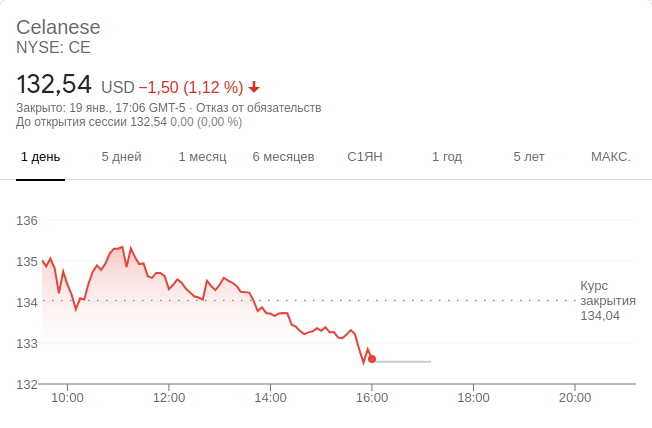 Celanese
NYSE: CE
132,54 USD −1,50 (1,12 %)
Закрыто: 19 янв., 17:06 GMT-5 · Отказ от обязательств
До открытия сессии 132,54 0,00 (0,00 %)
1 день 5 дней 1 месяц 6 месяцев С1ЯН 1 год 5 лет МАКС.
136
135
134
133
132
Курс
закрытия
134,04
10:00 12:00 14:00 16:00 18:00 20:00